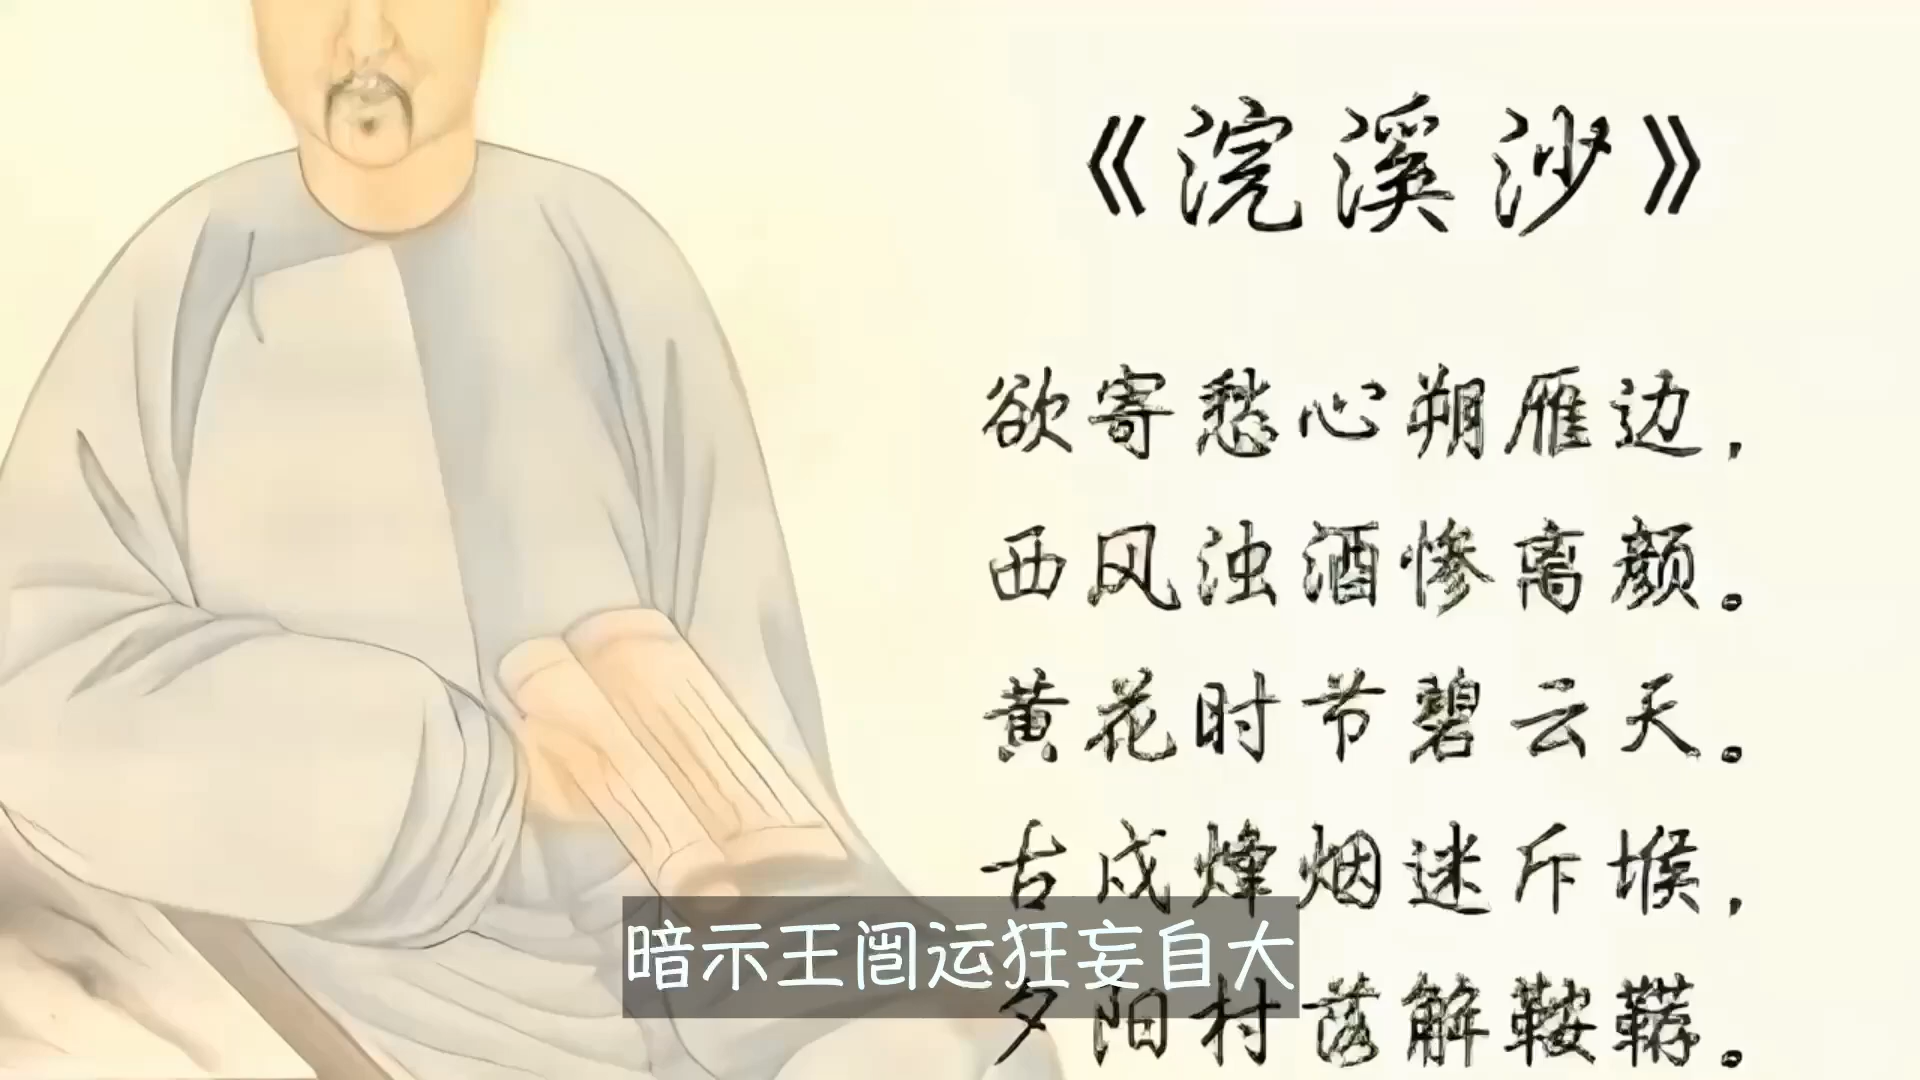 《浣溪沙》
欲寄愁心朔雁边，
西风浊酒惨离颜。
黄花时节碧云天。
古戍烽烟迷斥堠，
夕阳村落解鞍鞯。
暗示王闿运狂妄自大